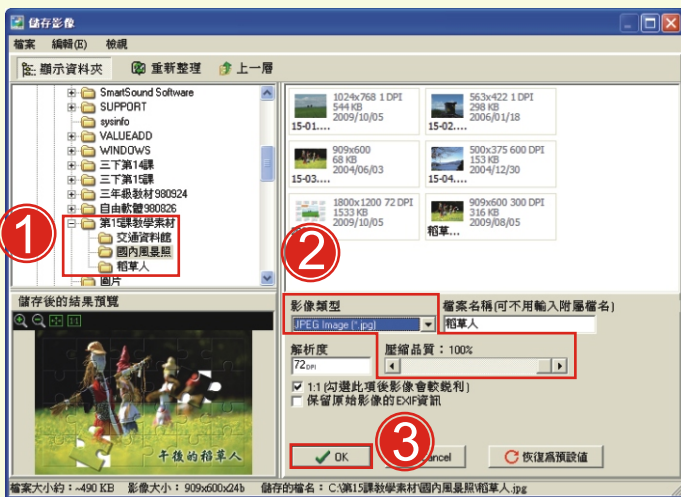 儲存影像
檔案 編輯(E) 檢視
顯示資料夾 重新整理 上一層
SmartSound Software
SUPPORT
sysinfo
VALUEADD
WINDOWS
三下第14課
三下第15課
三年級教材980924
自由軟體980826
第15課教學素材
交通資料館
國內風景照
稻草人
圖片
1
1024x768 1 DPI
544 KB
2009/10/05
15-01....
563x422 1 DPI
298 KB
2006/01/18
15-02....
909x600
68 KB
2004/06/03
15-03....
500x375 600 DPI
153 KB
2004/12/30
15-04....
1800x1200 72 DPI
1533 KB
2009/10/05
909x600 300 DPI
316 KB
2009/08/05
稻草...
2
儲存後的結果預覽
1:1
午後的稻草人
影像類型
JPEG Image (*.jpg)
檔案名稱(可不用輸入附屬檔名)
稻草人
解析度
72DPI
壓縮品質：100%
1:1 (勾選此項後影像會較銳利)
保留原始影像的EXIF資訊
OK
3
ancel
恢復為預設值
檔案大小約：~490 KB 影像大小：909x600x24b 儲存的檔名：C:\第15課教學素材\國內風景照\稻草人.jpg